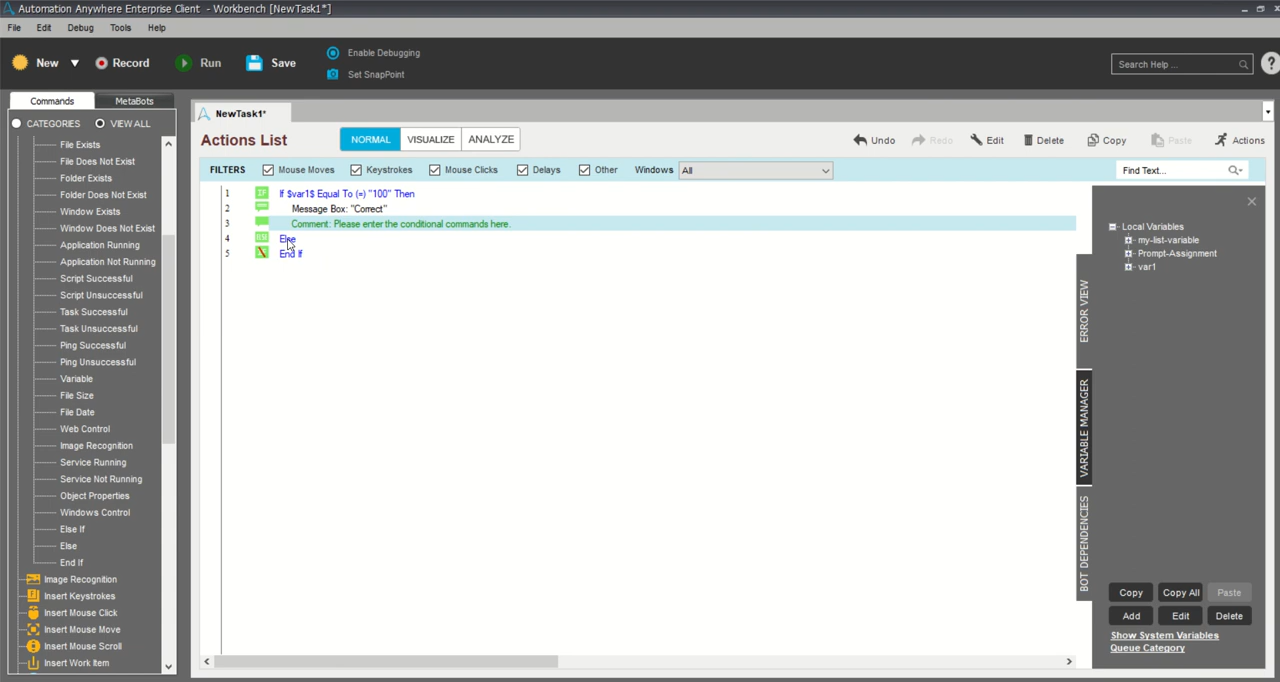 Automation Anywhere Enterprise Client - Workbench [NewTask1*]
File Edit Debug Tools Help
New Record Run Save
Enable Debugging
Set SnapPoint
Search Help ...
?
Commands MetaBots
CATEGORIES VIEW ALL
File Exists
File Does Not Exist
Folder Exists
Folder Does Not Exist
Window Exists
Window Does Not Exist
Application Running
Application Not Running
Script Successful
Script Unsuccessful
Task Successful
Task Unsuccessful
Ping Successful
Ping Unsuccessful
Variable
File Size
File Date
Web Control
Image Recognition
Service Running
Service Not Running
Object Properties
Windows Control
Else If
Else
End If
Image Recognition
Insert Keystrokes
Insert Mouse Click
Insert Mouse Move
Insert Mouse Scroll
Insert Work Item
NewTask1*
Actions List NORMAL VISUALIZE ANALYZE Undo Redo Edit Delete Copy Paste Actions
FILTERS Mouse Moves Keystrokes Mouse Clicks Delays Other Windows All Find Text...
1 IF If $var1$ Equal To (=) "100" Then
2 Message Box: "Correct"
3 Comment: Please enter the conditional commands here.
4 Else
5 End If
ERROR VIEW
VARIABLE MANAGER
BOT DEPENDENCIES
Local Variables
my-list-variable
Prompt-Assignment
var1
Copy Copy All Paste
Add Edit Delete
Show System Variables
Queue Category